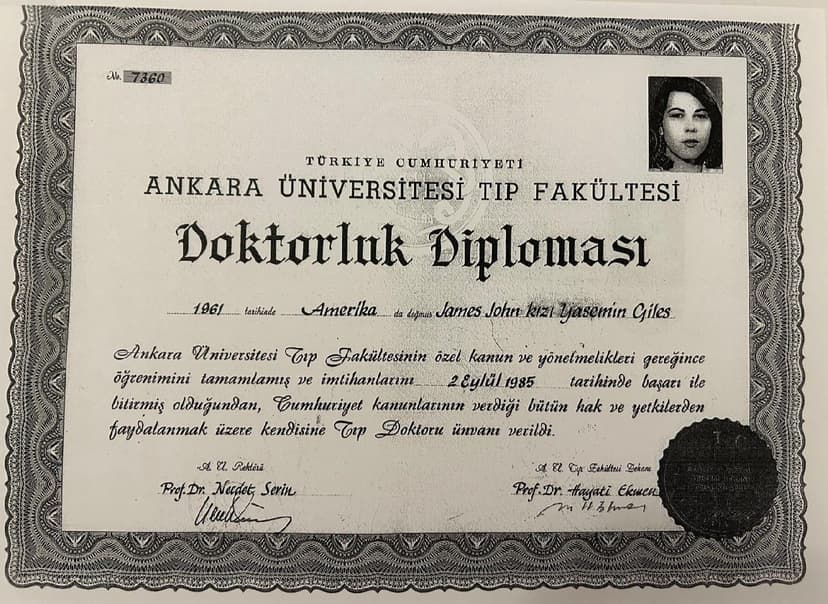 No. 7360
TÜRKİYE CUMHURİYETİ
ANKARA ÜNİVERSİTESİ TIP FAKÜLTESİ
Doktorluk Diploması
1961 tarihinde Amerika da doğmuş James John kızı Yasemin Giles
Ankara Üniversitesi Tıp Fakültesinin özel kanun ve yönetmelikleri gereğince
öğrenimini tamamlamış ve imtihanlarını 2 Eylül 1985 tarihinde başarı ile
bitirmiş olduğundan, Cumhuriyet kanunlarının verdiği bütün hak ve yetkilerden
faydalanmak üzere kendisine Tıp Doktoru ünvanı verildi.
A. Ü. Rektörü
Prof. Dr. Necdet Serin
A. Ü. Tıp Fakültesi Dekanı
Prof. Dr. Hayati Ekmen